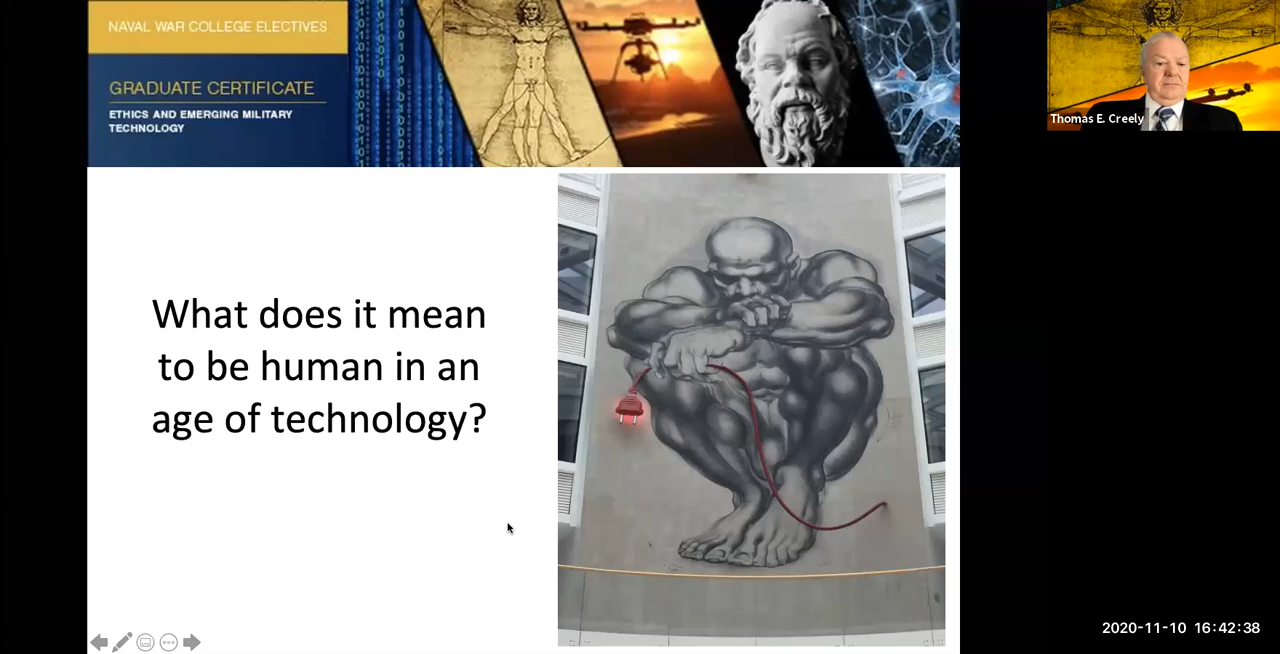 NAVAL WAR COLLEGE ELECTIVES
GRADUATE CERTIFICATE
ETHICS AND EMERGING MILITARY
TECHNOLOGY
Thomas E. Creely
What does it mean
to be human in an
age of technology?
2020-11-10 16:42:38